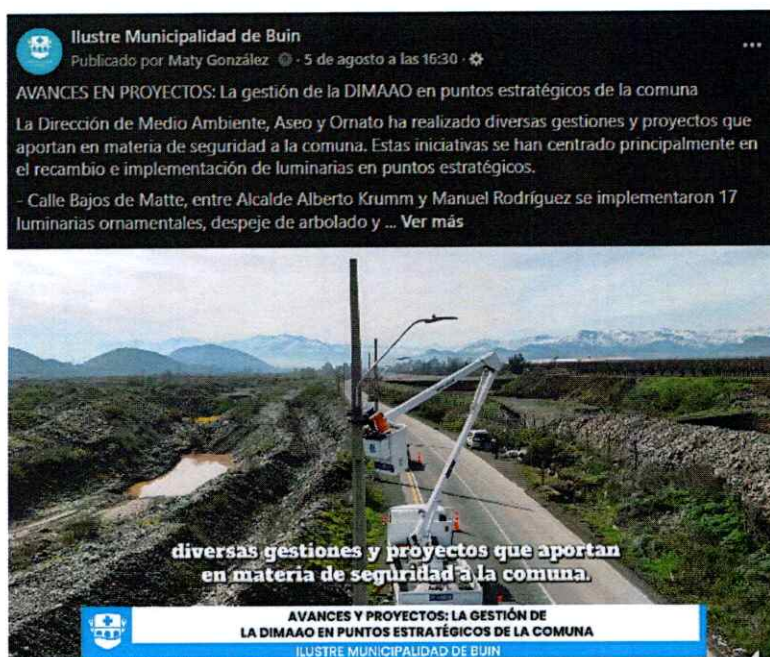 Ilustre Municipalidad de Buin
Publicado por Maty González · 5 de agosto a las 16:30 ·
AVANCES EN PROYECTOS: La gestión de la DIMAAO en puntos estratégicos de la comuna
La Dirección de Medio Ambiente, Aseo y Ornato ha realizado diversas gestiones y proyectos que
aportan en materia de seguridad a la comuna. Estas iniciativas se han centrado principalmente en
el recambio e implementación de luminarias en puntos estratégicos.
- Calle Bajos de Matte, entre Alcalde Alberto Krumm y Manuel Rodríguez se implementaron 17
luminarias ornamentales, despeje de arbolado y ... Ver más
diversas gestiones y proyectos que aportan
en materia de seguridad a la comuna.
AVANCES Y PROYECTOS: LA GESTIÓN DE
LA DIMAAO EN PUNTOS ESTRATÉGICOS DE LA COMUNA
ILUSTRE MUNICIPALIDAD DE BUIN